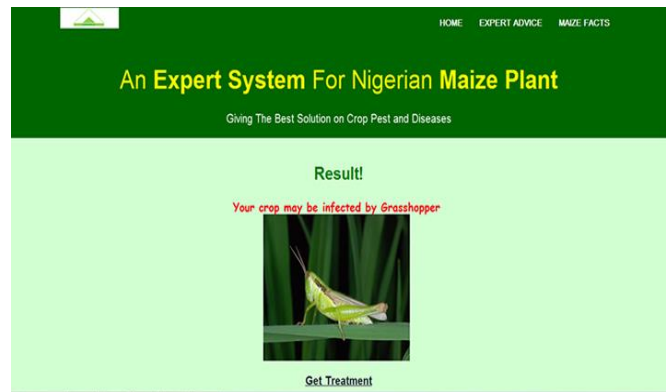 HOME EXPERT ADVICE MAIZE FACTS
An Expert System For Nigerian Maize Plant
Giving The Best Solution on Crop Pest and Diseases
Result!
Your crop may be infected by Grasshopper
Get Treatment